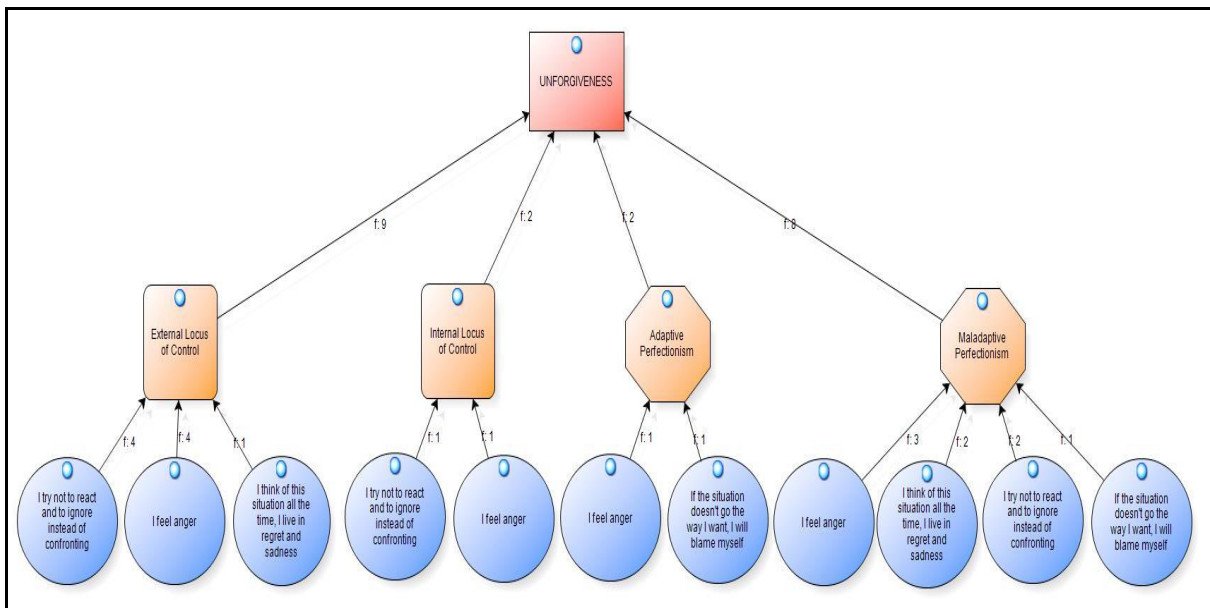 UNFORGIVENESS
f: 9
f: 2
f: 2
f: 8
External Locus
of Control
Internal Locus
of Control
Adaptive
Perfectionism
Maladaptive
Perfectionism
f: 4
f: 4
f: 1
f: 1
f: 1
f: 1
f: 1
f: 3
f: 2
f: 2
f: 1
I try not to react
and to ignore
instead of
confronting
I feel anger
I think of this
situation all the
time, I live in
regret and
sadness
I try not to react
and to ignore
instead of
confronting
I feel anger
I feel anger
If the situation
doesn't go the
way I want, I will
blame myself
I feel anger
I think of this
situation all the
time, I live in
regret and
sadness
I try not to react
and to ignore
instead of
confronting
If the situation
doesn't go the
way I want, I will
blame myself